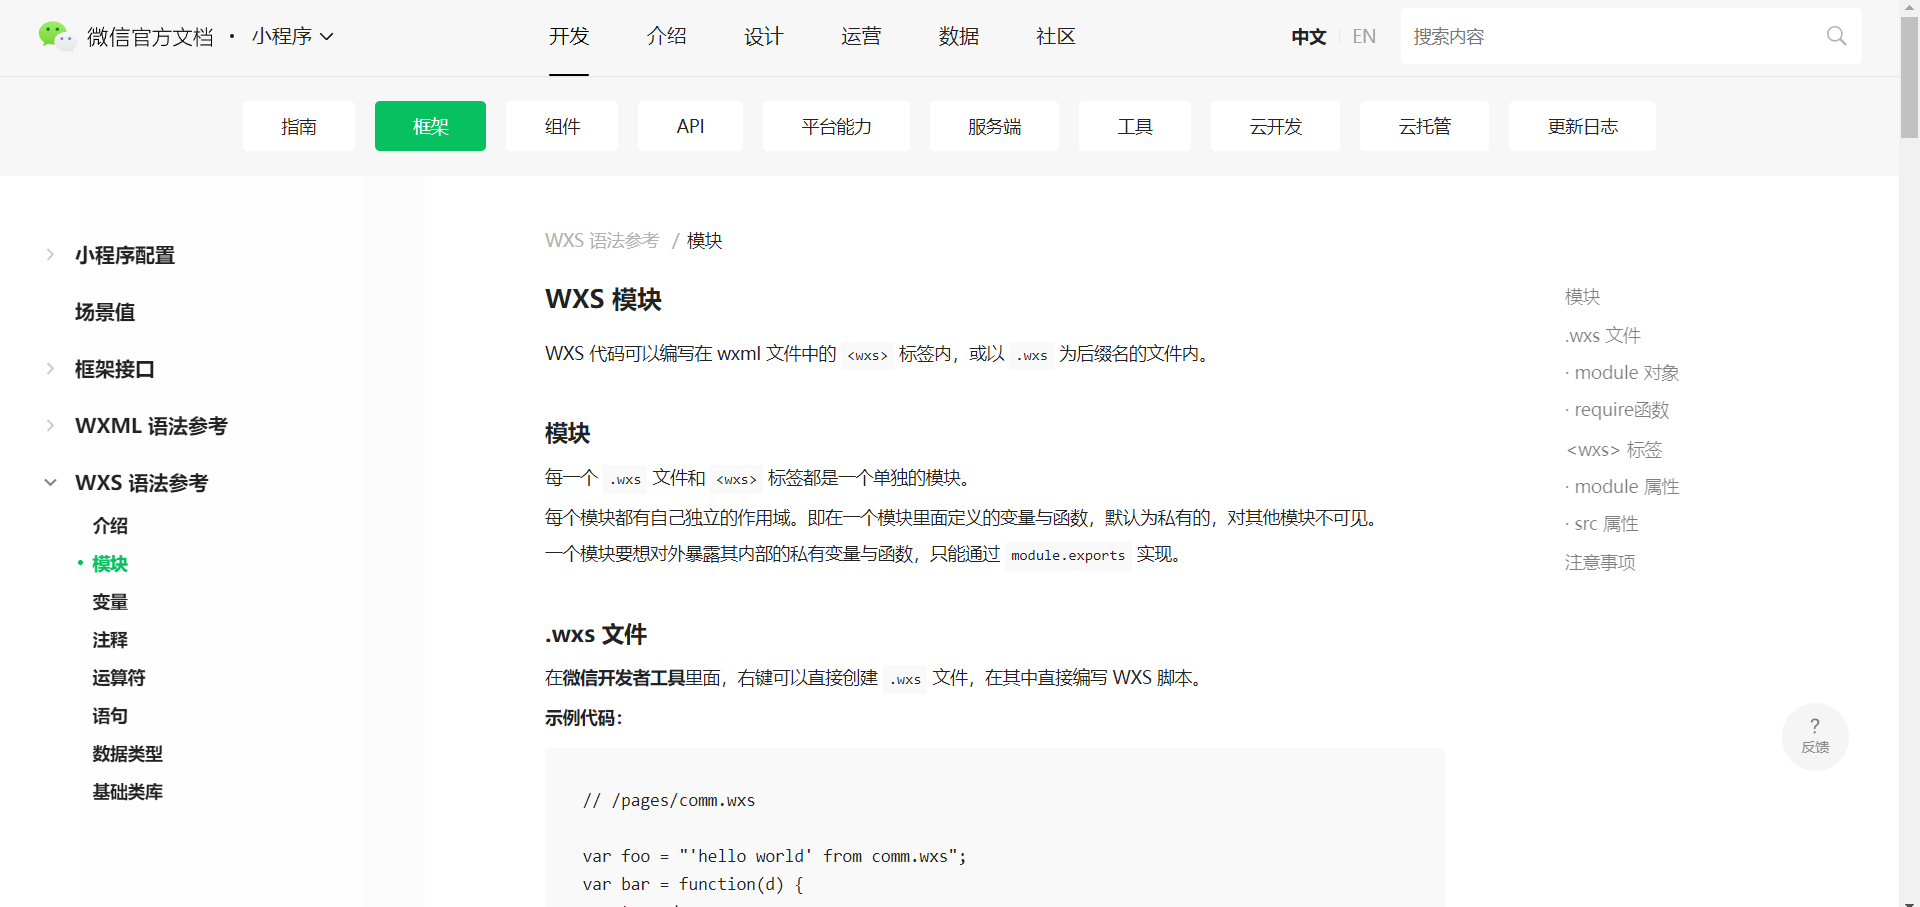 微信官方文档 · 小程序
开发 介绍 设计 运营 数据 社区
中文 EN
搜索内容
指南 框架 组件 API 平台能力 服务端 工具 云开发 云托管 更新日志
小程序配置
场景值
框架接口
WXML 语法参考
WXS 语法参考
介绍
· 模块
变量
注释
运算符
语句
数据类型
基础类库
WXS 语法参考 / 模块
WXS 模块
WXS 代码可以编写在 wxml 文件中的 <wxs> 标签内，或以 .wxs 为后缀名的文件内。
模块
每一个 .wxs 文件和 <wxs> 标签都是一个单独的模块。
每个模块都有自己独立的作用域。即在一个模块里面定义的变量与函数，默认为私有的，对其他模块不可见。
一个模块要想对外暴露其内部的私有变量与函数，只能通过 module.exports 实现。
.wxs 文件
在微信开发者工具里面，右键可以直接创建 .wxs 文件，在其中直接编写 WXS 脚本。
示例代码：
// /pages/comm.wxs
var foo = "'hello world' from comm.wxs";
var bar = function(d) {
模块
.wxs 文件
· module 对象
· require函数
<wxs> 标签
· module 属性
· src 属性
注意事项
?
反馈